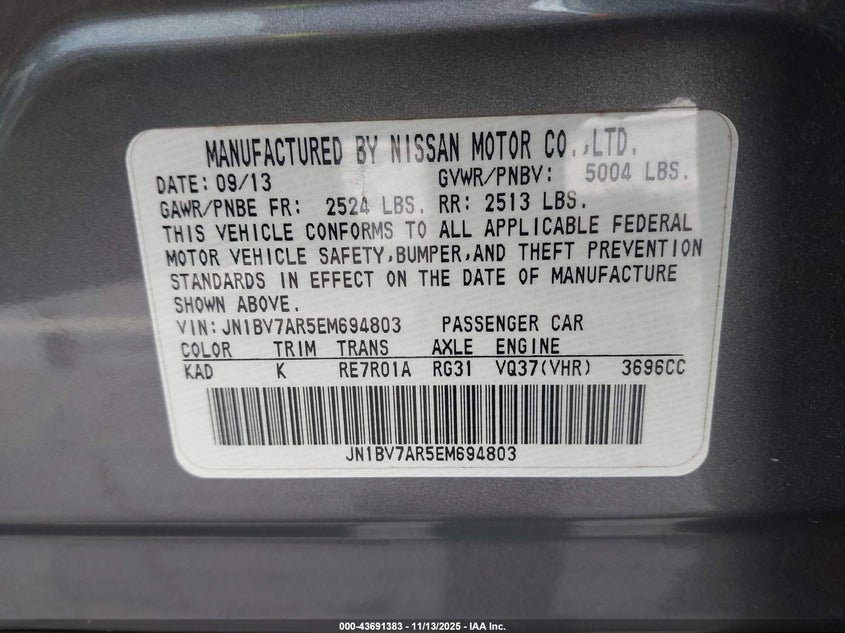 MANUFACTURED BY NISSAN MOTOR CO.,LTD.
DATE: 09/13 GVWR/PNBV: 5004 LBS.
GAWR/PNBE FR: 2524 LBS. RR: 2513 LBS.
THIS VEHICLE CONFORMS TO ALL APPLICABLE FEDERAL
MOTOR VEHICLE SAFETY,BUMPER,AND THEFT PREVENTION
STANDARDS IN EFFECT ON THE DATE OF MANUFACTURE
SHOWN ABOVE.
VIN:JN1BV7AR5EM694803 PASSENGER CAR
COLOR TRIM TRANS AXLE ENGINE
KAD K RE7R01A RG31 VQ37(VHR) 3696CC
JN1BV7AR5EM694803
000-43691383 - 11/13/2025 - IAA Inc.